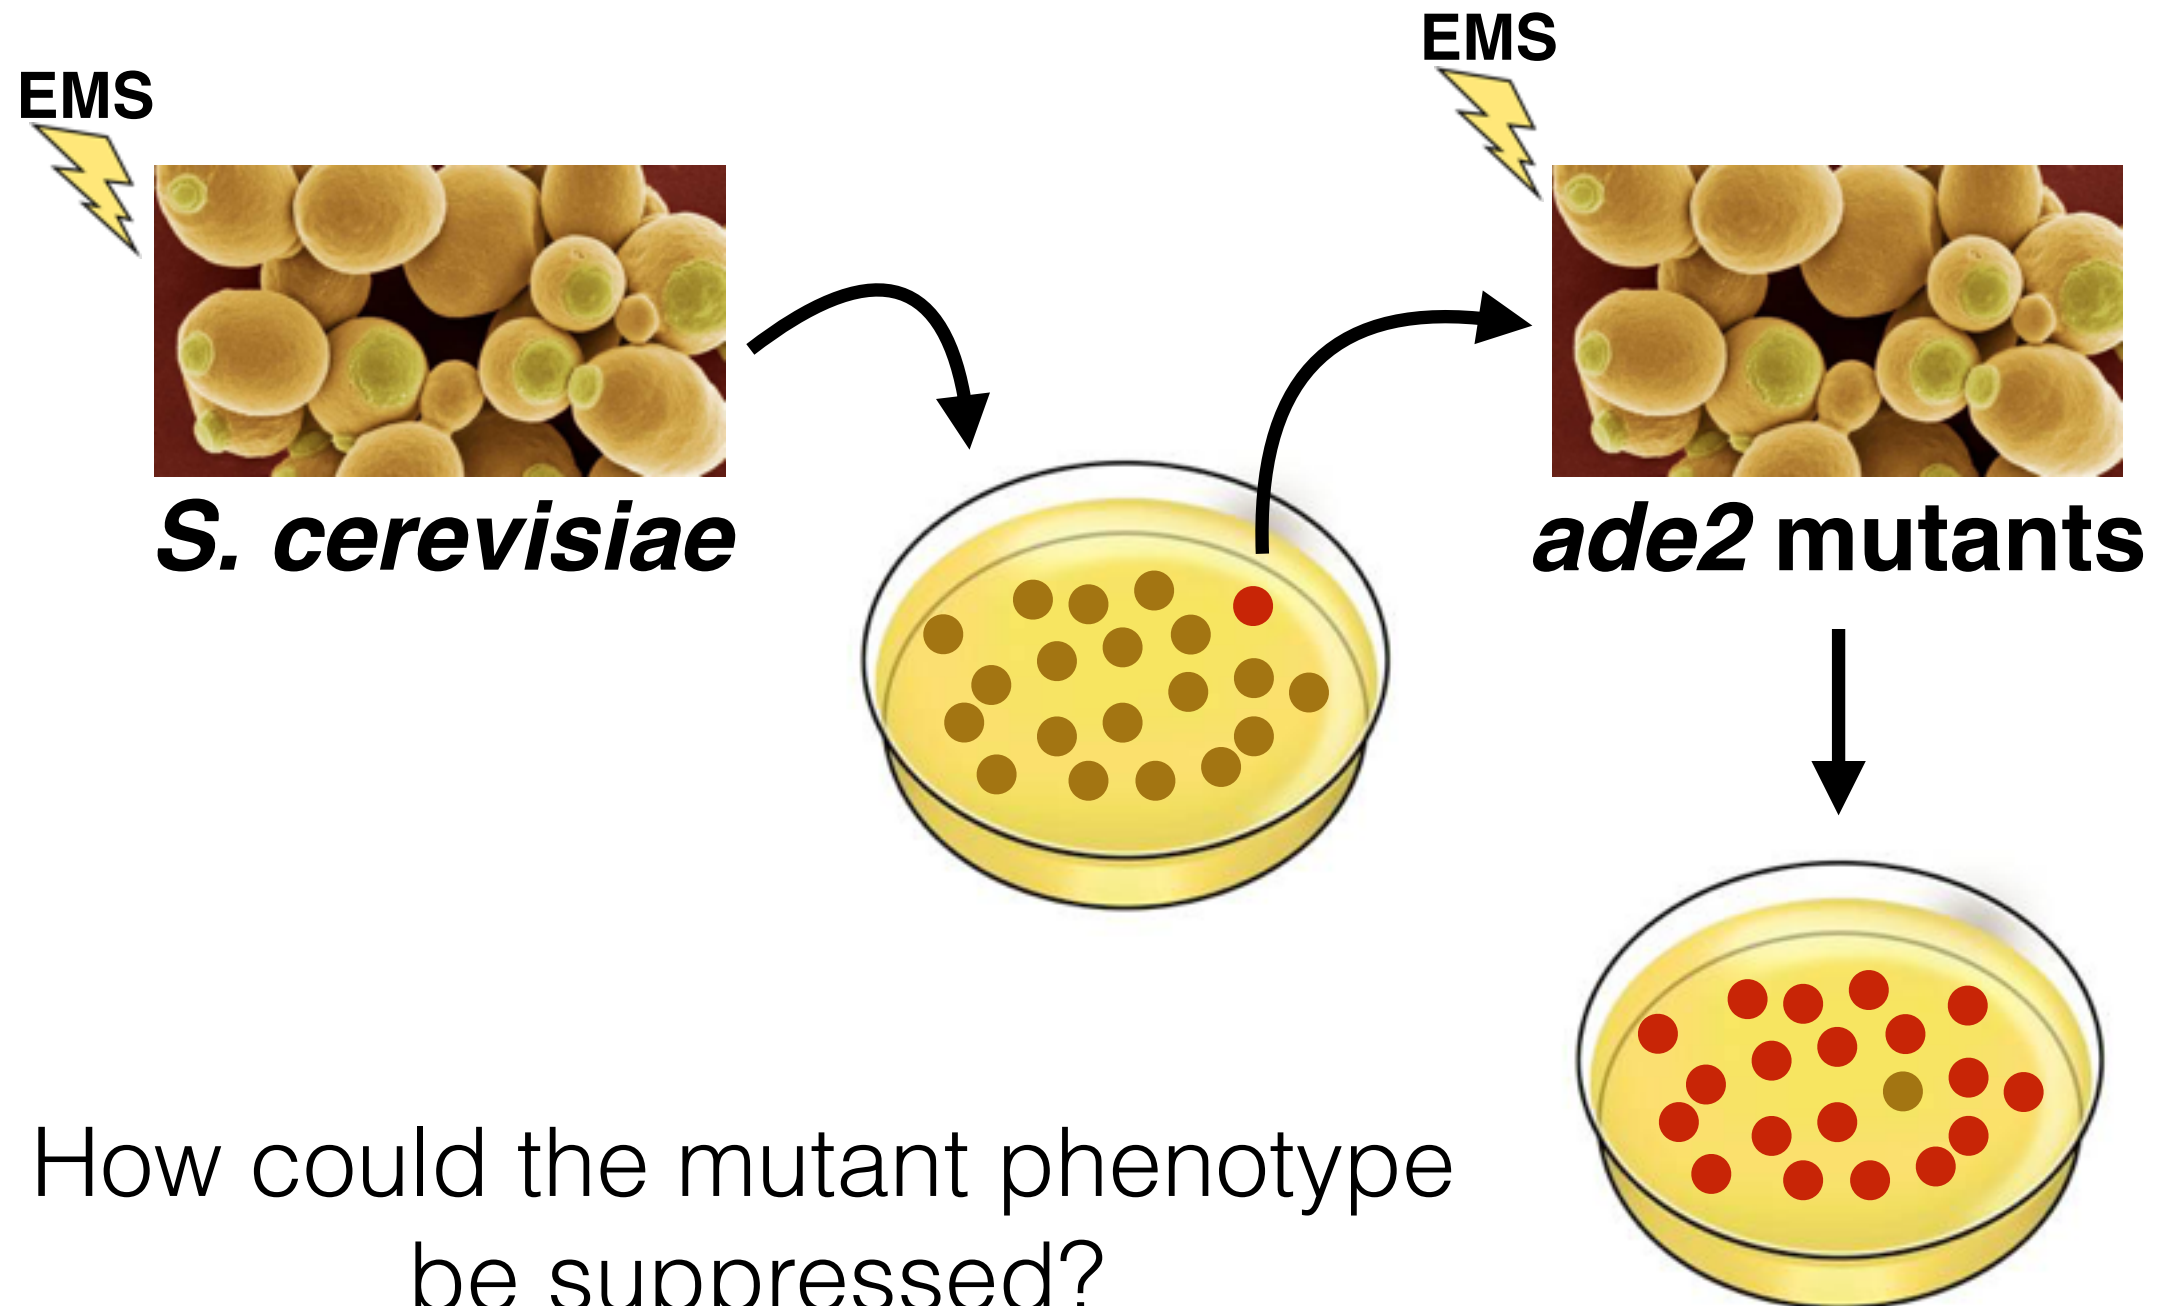 EMS
EMS
S. cerevisiae
ade2 mutants
How could the mutant phenotype
be suppressed?